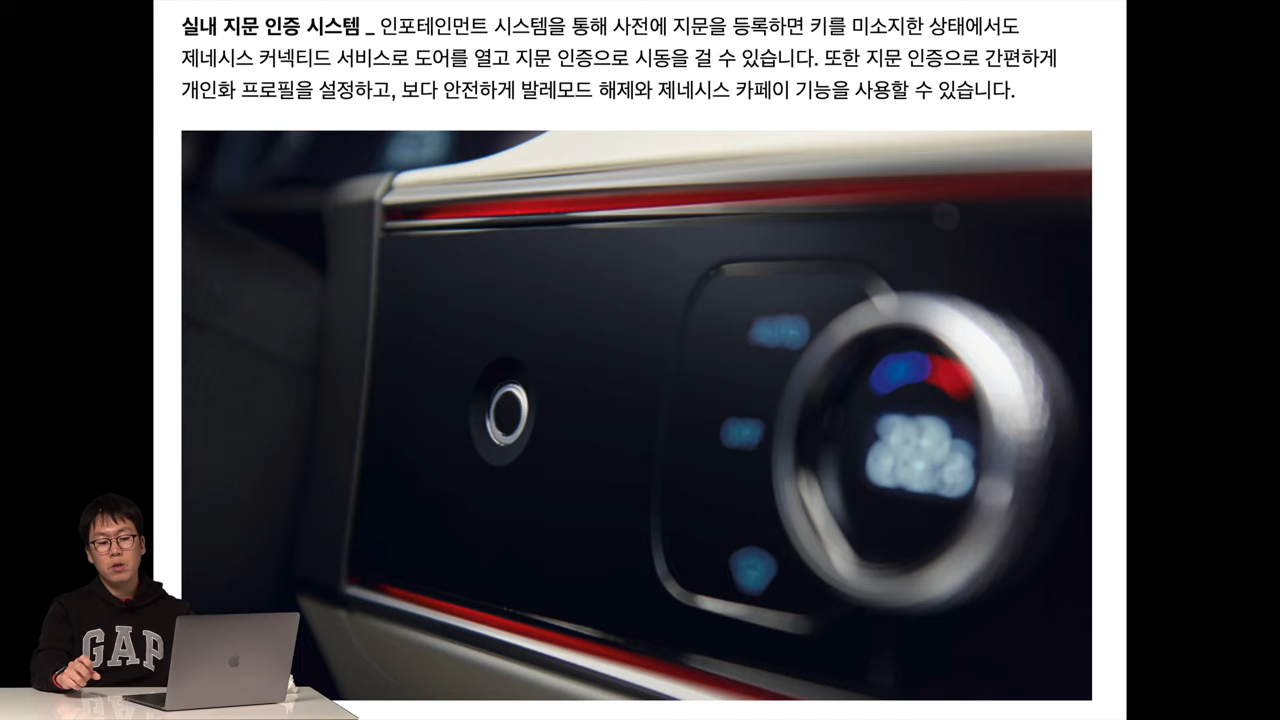 실내 지문 인증 시스템 _ 인포테인먼트 시스템을 통해 사전에 지문을 등록하면 키를 미소지한 상태에서도
제네시스 커넥티드 서비스로 도어를 열고 지문 인증으로 시동을 걸 수 있습니다. 또한 지문 인증으로 간편하게
개인화 프로필을 설정하고, 보다 안전하게 발레모드 해제와 제네시스 카페이 기능을 사용할 수 있습니다.
GAP